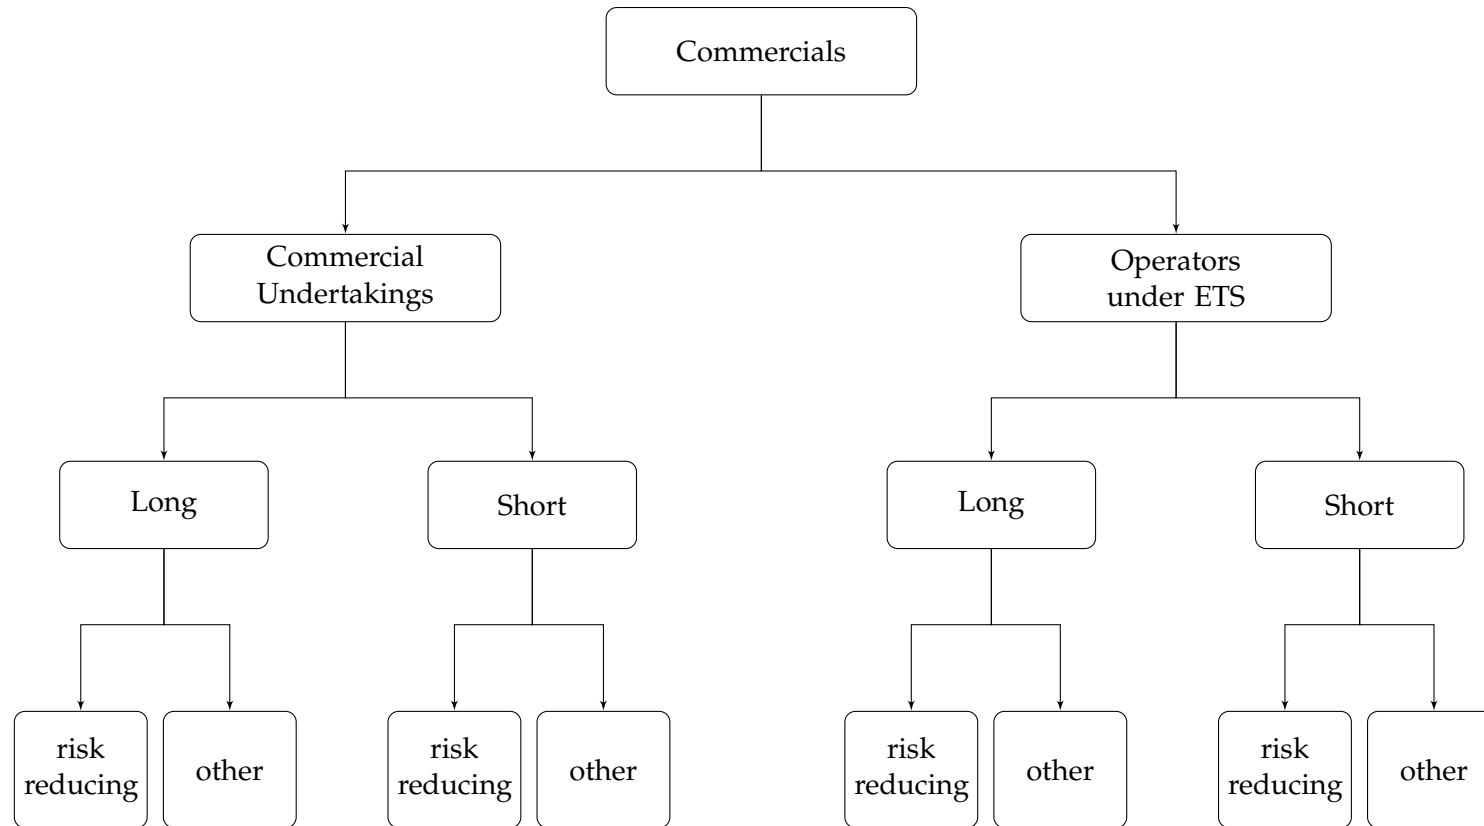 Commercials
Commercial
Undertakings
Operators
under ETS
Long
Short
Long
Short
risk
reducing
other
risk
reducing
other
risk
reducing
other
risk
reducing
other